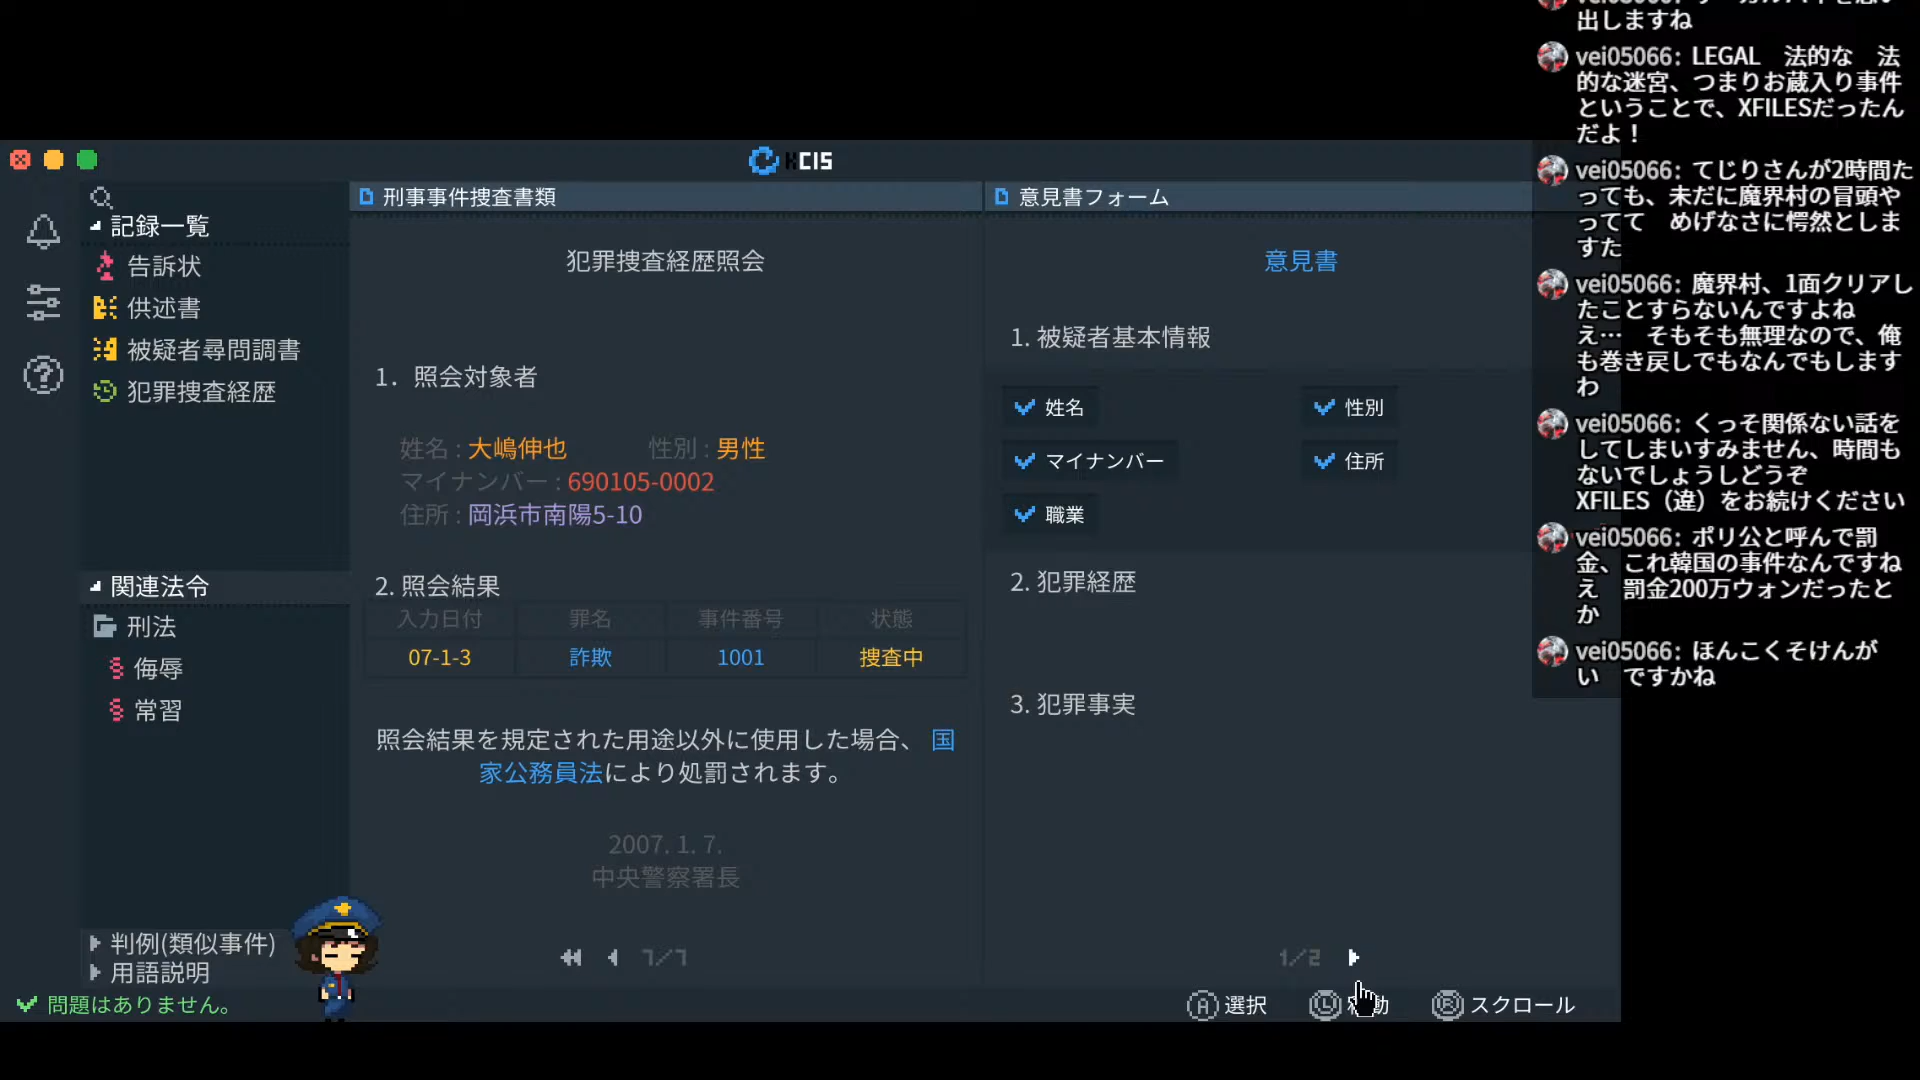 KCIS
記録一覧
告訴状
供述書
被疑者尋問調書
犯罪捜査経歴
関連法令
刑法
侮辱
常習
判例(類似事件)
用語説明
問題はありません。
刑事事件捜査書類
犯罪捜査経歴照会
1. 照会対象者
姓名 : 大嶋伸也 性別 : 男性
マイナンバー : 690105-0002
住所 : 岡浜市南陽5-10
2. 照会結果
入力日付 罪名 事件番号 状態
07-1-3 詐欺 1001 捜査中
照会結果を規定された用途以外に使用した場合、国
家公務員法により処罰されます。
2007. 1. 7.
中央警察署長
7/7
意見書フォーム
意見書
1. 被疑者基本情報
姓名 性別
マイナンバー 住所
職業
2. 犯罪経歴
3. 犯罪事実
1/2
A 選択 L 動 R スクロール
出しますね
vei05066: LEGAL 法的な 法
的な迷宮、つまりお蔵入り事件
ということで、XFILESだったん
だよ！
vei05066: てじりさんが2時間た
っても、未だに魔界村の冒頭や
ってて めげなさに愕然としま
すた
vei05066: 魔界村、1面クリアし
たことすらないんですよね
え… そもそも無理なので、俺
も巻き戻しでもなんでもします
わ
vei05066: くっそ関係ない話を
してしまいすみません、時間も
ないでしょうしどうぞ
XFILES（違）をお続けください
vei05066: ポリ公と呼んで罰
金、これ韓国の事件なんですね
え 罰金200万ウォンだったと
か
vei05066: ほんこくそけんが
い ですかね